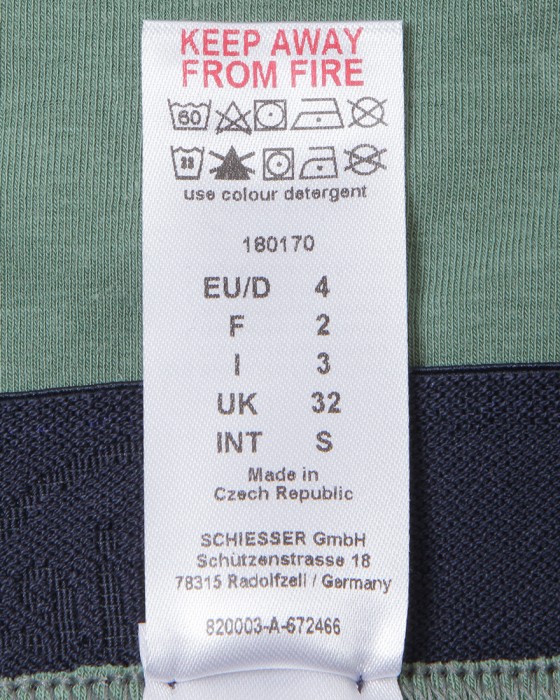 KEEP AWAY
FROM FIRE
60
use colour detergent
180170
EU/D 4
F 2
I 3
UK 32
INT S
Made in
Czech Republic
SCHIESSER GmbH
Schützenstrasse 18
78315 Radolfzell / Germany
820003-A-672466